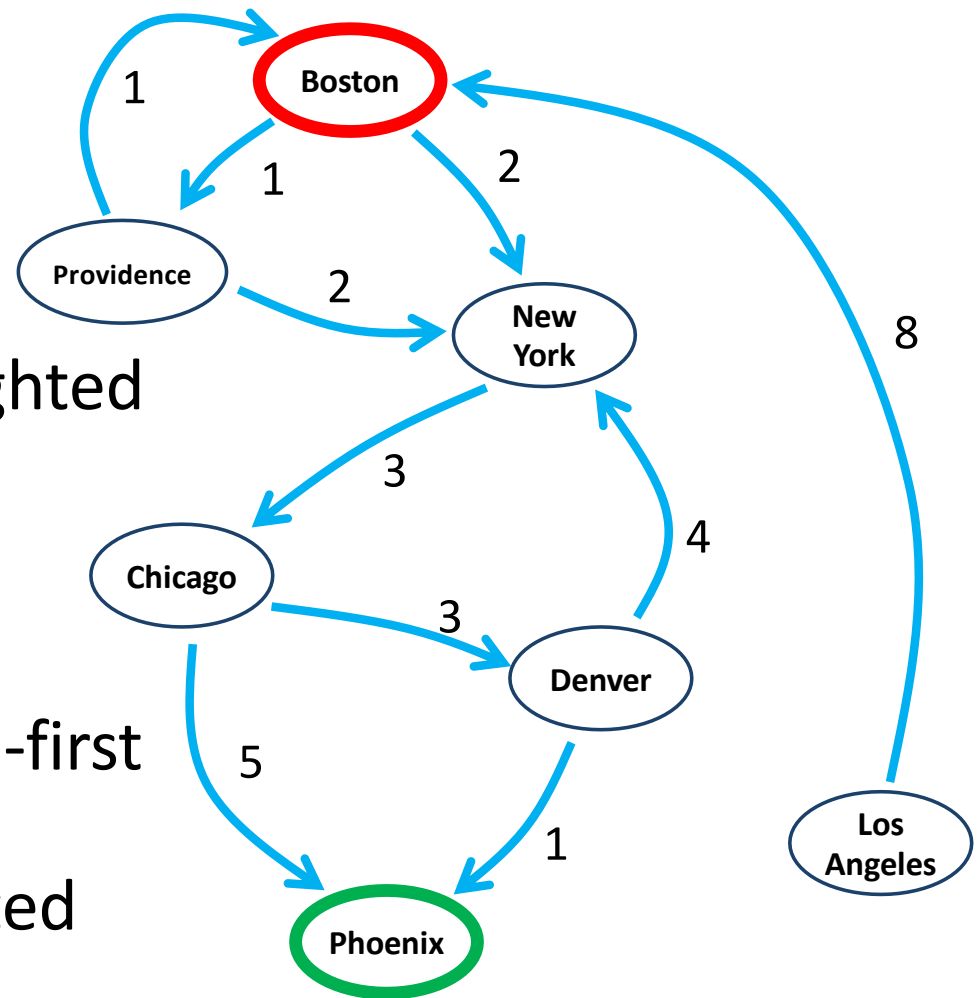 Boston
1
1
2
Providence
2
New
York
8
ghted
3
4
Chicago
3
Denver
-first
5
1
Los
Angeles
ted
Phoenix